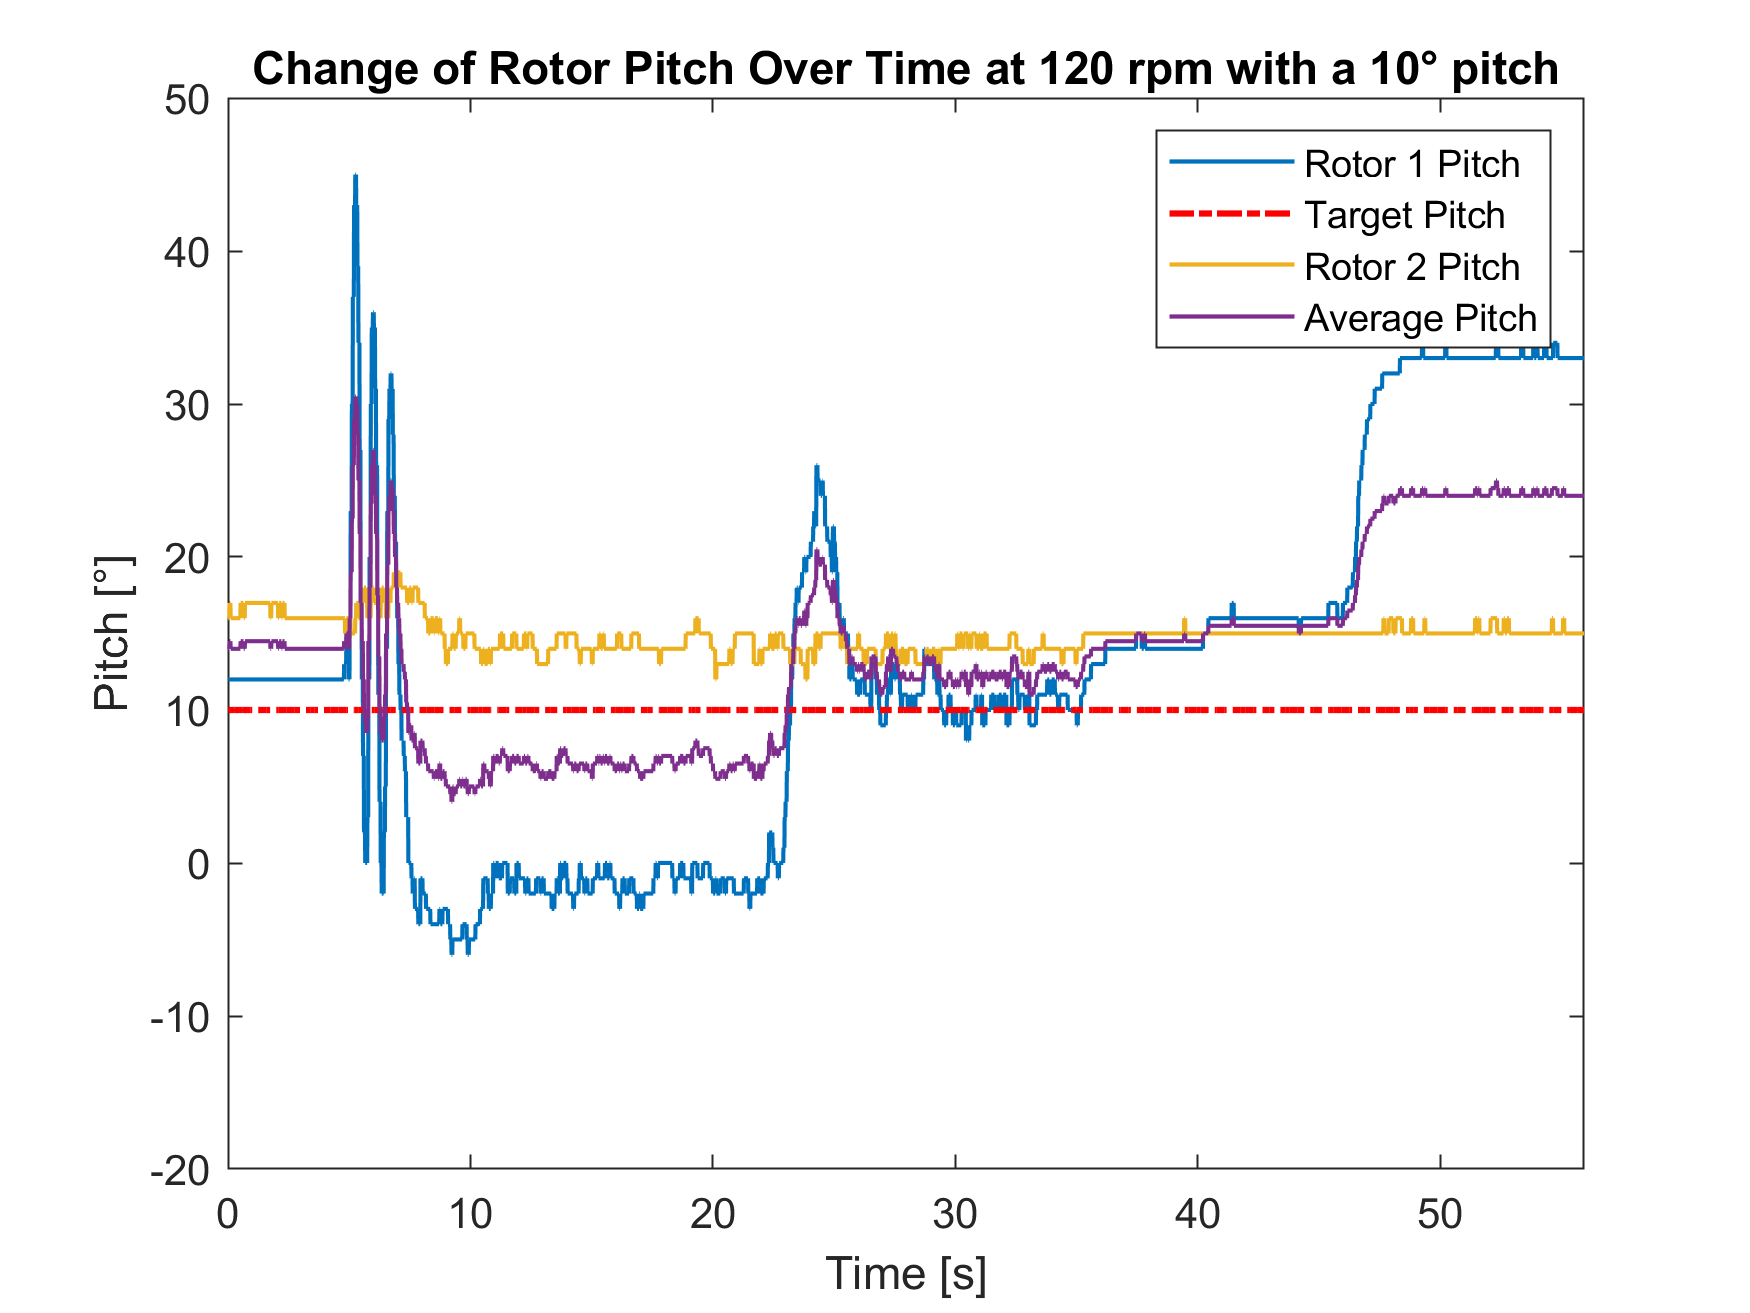 Change of Rotor Pitch Over Time at 120 rpm with a 10° pitch
50
40
30
20
10
0
-10
-20
Pitch [°]
Rotor 1 Pitch
Target Pitch
Rotor 2 Pitch
Average Pitch
0 10 20 30 40 50
Time [s]